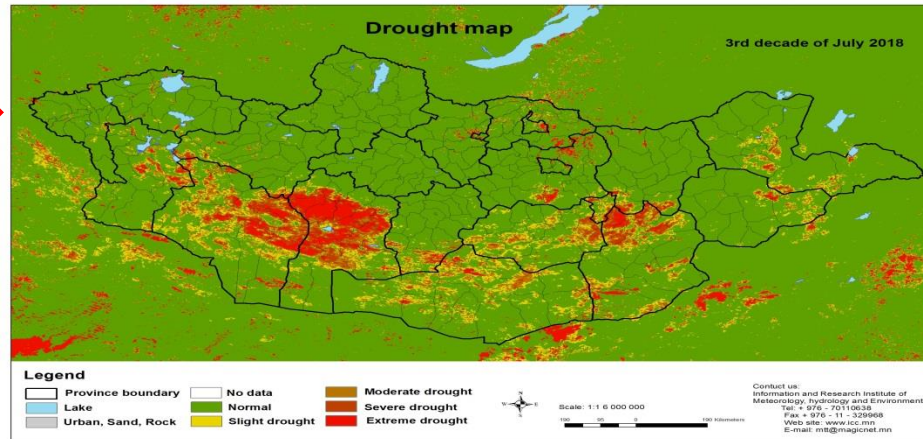 Drought map
3rd decade of July 2018
Legend
Province boundary
Lake
Urban, Sand, Rock
No data
Normal
Slight drought
Moderate drought
Severe drought
Extreme drought
N
W E
S
Scale: 1:1 6 000 000
100 Kilometers
Contuct us:
Information and Research Institute of
Meteorology, hydrology and Environment
Tel: + 976 - 70110638
Fax + 976 - 11 - 329968
Web site: www.icc.mn
E-mail: mtt@magicnet.mn